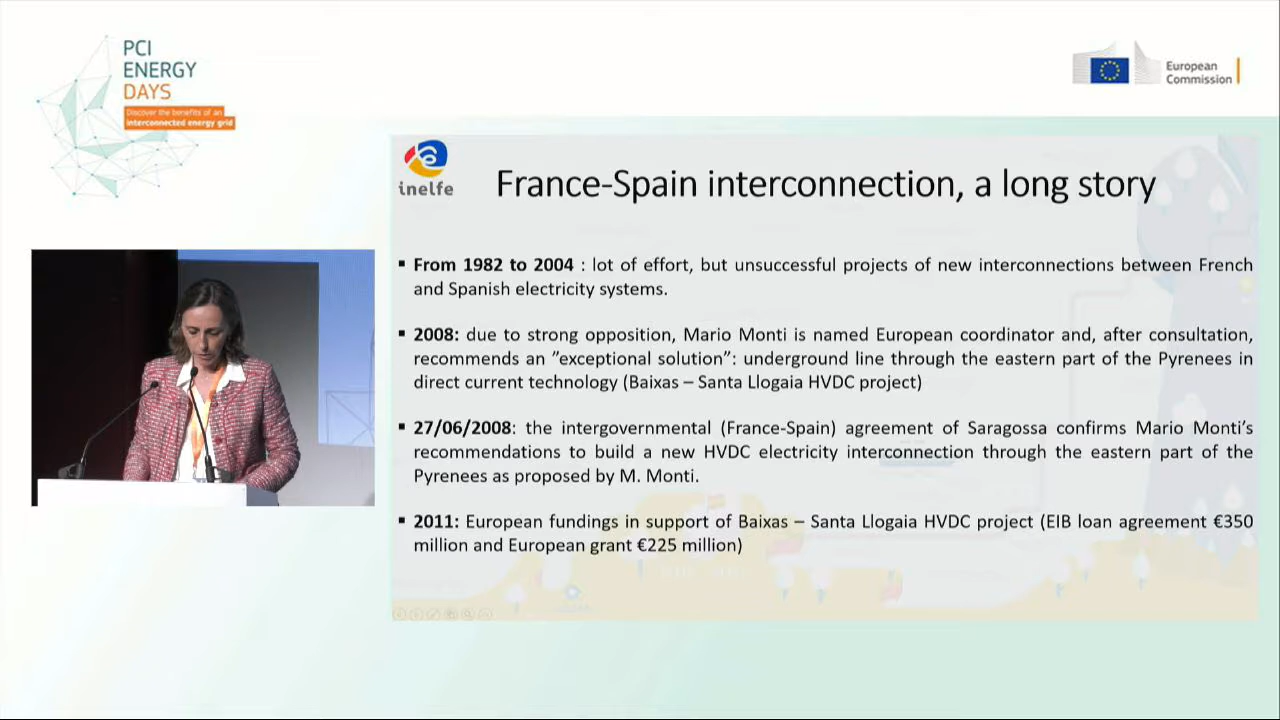 PCI
ENERGY
DAYS
Discover the benefits of an
interconnected energy grid
European
Commission
inelfe
France-Spain interconnection, a long story
▪ From 1982 to 2004 : lot of effort, but unsuccessful projects of new interconnections between French
and Spanish electricity systems.
▪ 2008: due to strong opposition, Mario Monti is named European coordinator and, after consultation,
recommends an ”exceptional solution”: underground line through the eastern part of the Pyrenees in
direct current technology (Baixas – Santa Llogaia HVDC project)
▪ 27/06/2008: the intergovernmental (France-Spain) agreement of Saragossa confirms Mario Monti’s
recommendations to build a new HVDC electricity interconnection through the eastern part of the
Pyrenees as proposed by M. Monti.
▪ 2011: European fundings in support of Baixas – Santa Llogaia HVDC project (EIB loan agreement €350
million and European grant €225 million)